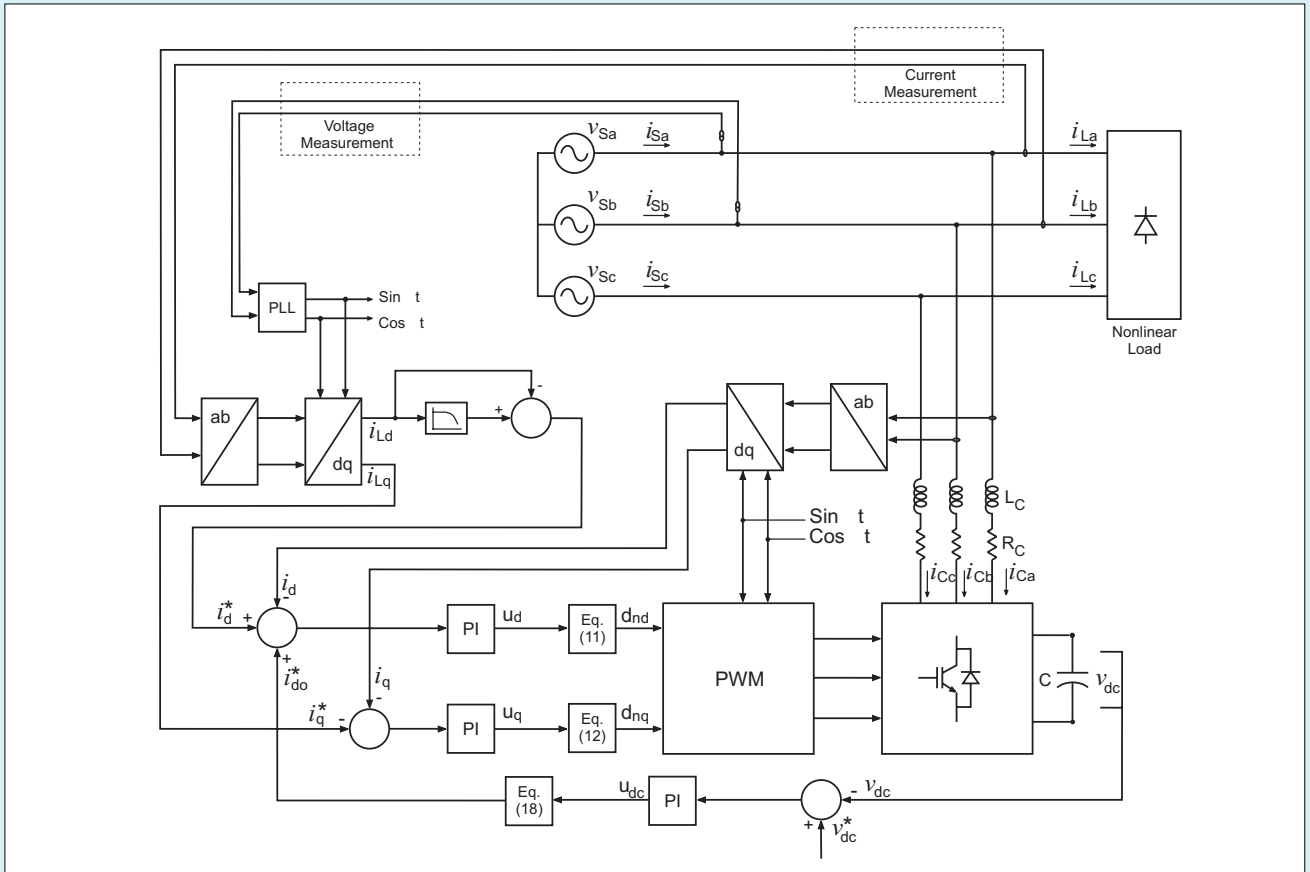 Current
Measurement
Voltage
Measurement
vSa
iSa
iLa
vSb
iSb
iLb
vSc
iSc
iLc
PLL
Sin t
Cos t
Nonlinear
Load
ab
dq
iLd
- 
+
iLq
ab
dq
LC
Sin t
Cos t
RC
iCc
iCb
iCa
id
-
i*d
+
+
i*do
PI
ud
Eq.
(11)
dnd
PWM
C
vdc
iq
-
i*q
-
PI
uq
Eq.
(12)
dnq
Eq.
(18)
udc
PI
-
vdc
+
v*dc